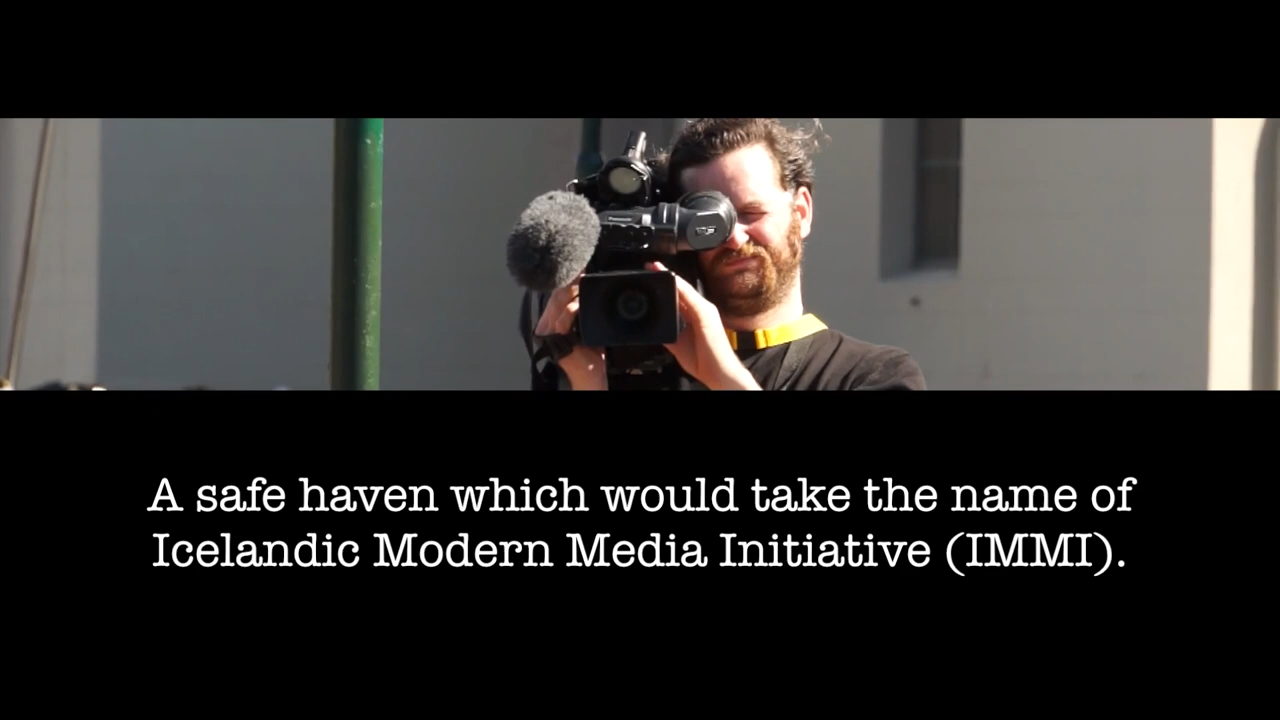 A safe haven which would take the name of
Icelandic Modern Media Initiative (IMMI).